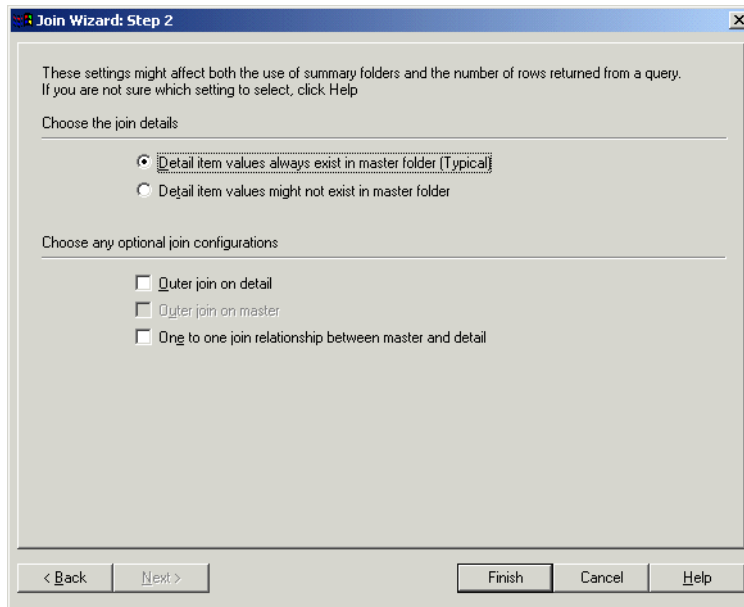 Join Wizard: Step 2
These settings might affect both the use of summary folders and the number of rows returned from a query.
If you are not sure which setting to select, click Help
Choose the join details
Detail item values always exist in master folder (Typical)
Detail item values might not exist in master folder
Choose any optional join configurations
Outer join on detail
Outer join on master
One to one join relationship between master and detail
< Back
Next >
Finish
Cancel
Help